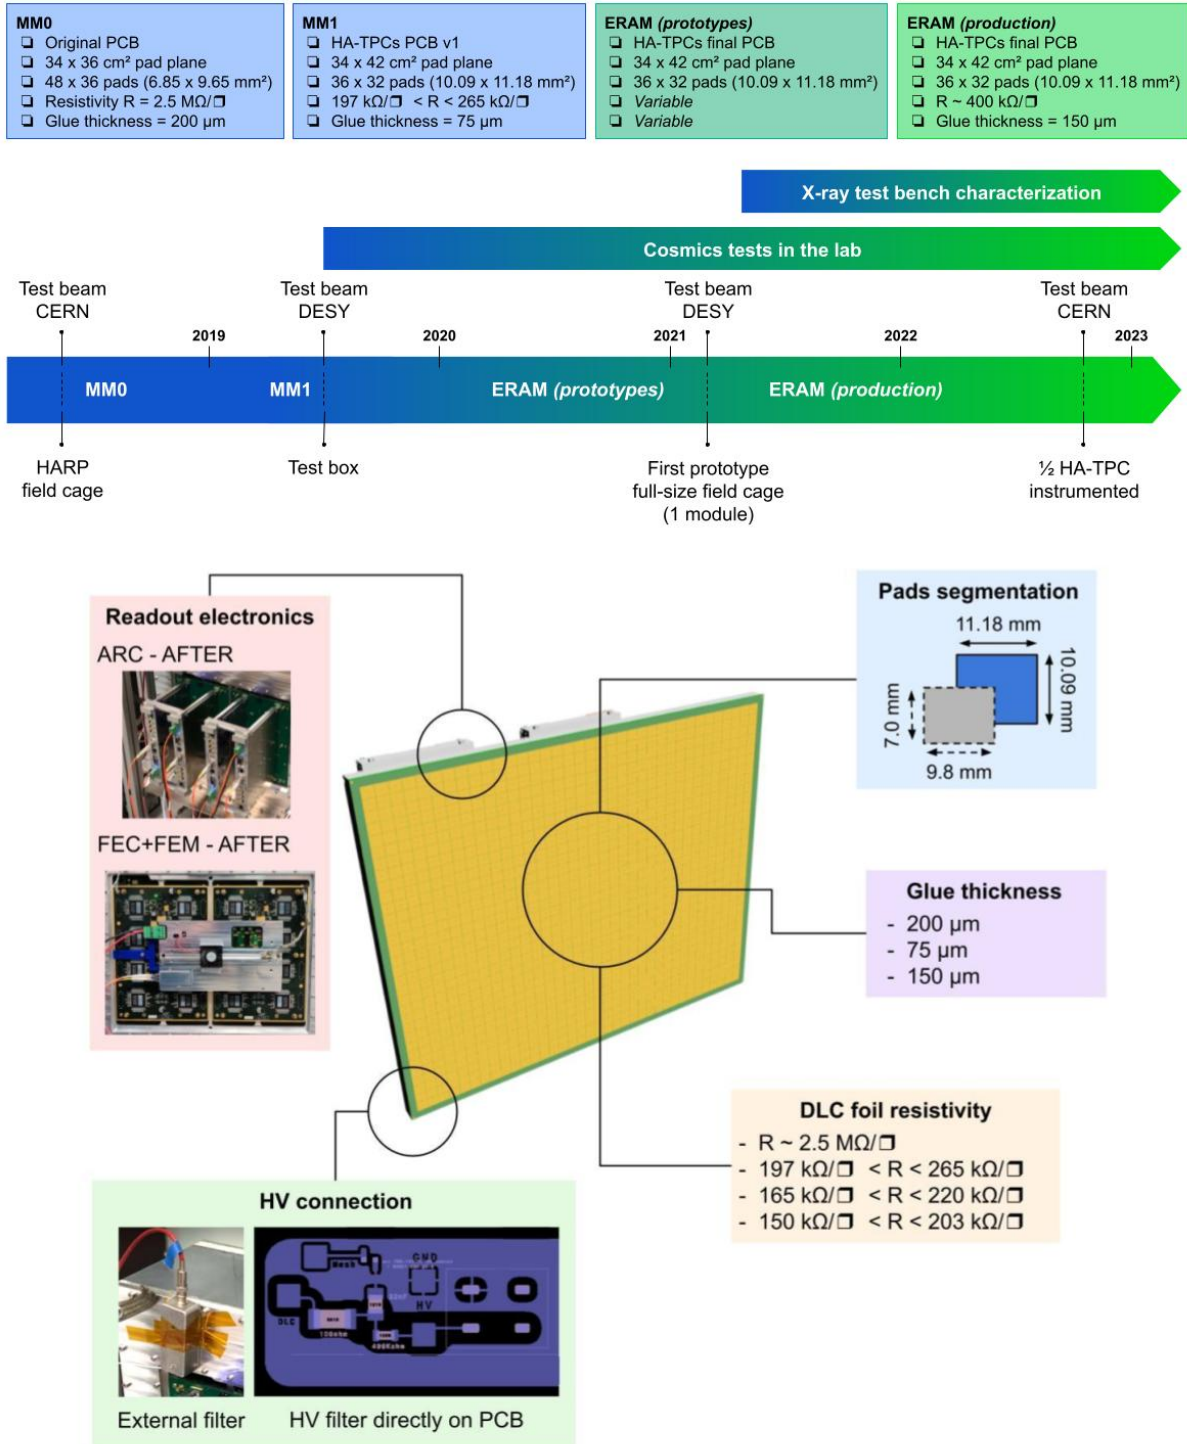 MM0
❏ Original PCB
❏ 34 x 36 cm² pad plane
❏ 48 x 36 pads (6.85 x 9.65 mm²)
❏ Resistivity R = 2.5 MΩ/❒
❏ Glue thickness = 200 μm
MM1
❏ HA-TPCs PCB v1
❏ 34 x 42 cm² pad plane
❏ 36 x 32 pads (10.09 x 11.18 mm²)
❏ 197 kΩ/❒ < R < 265 kΩ/❒
❏ Glue thickness = 75 μm
ERAM (prototypes)
❏ HA-TPCs final PCB
❏ 34 x 42 cm² pad plane
❏ 36 x 32 pads (10.09 x 11.18 mm²)
❏ Variable
❏ Variable
ERAM (production)
❏ HA-TPCs final PCB
❏ 34 x 42 cm² pad plane
❏ 36 x 32 pads (10.09 x 11.18 mm²)
❏ R ~ 400 kΩ/❒
❏ Glue thickness = 150 μm
X-ray test bench characterization
Cosmics tests in the lab
Test beam
CERN
Test beam
DESY
Test beam
DESY
Test beam
CERN
2019
2020
2021
2022
2023
MM0
MM1
ERAM (prototypes)
ERAM (production)
HARP
field cage
Test box
First prototype
full-size field cage
(1 module)
½ HA-TPC
instrumented
Readout electronics
ARC - AFTER
FEC+FEM - AFTER
Pads segmentation
11.18 mm
10.09 mm
7.0 mm
9.8 mm
Glue thickness
- 200 μm
- 75 μm
- 150 μm
DLC foil resistivity
- R ~ 2.5 MΩ/❒
- 197 kΩ/❒ < R < 265 kΩ/❒
- 165 kΩ/❒ < R < 220 kΩ/❒
- 150 kΩ/❒ < R < 203 kΩ/❒
HV connection
Mesh
GND
HV
DLC
External filter
HV filter directly on PCB